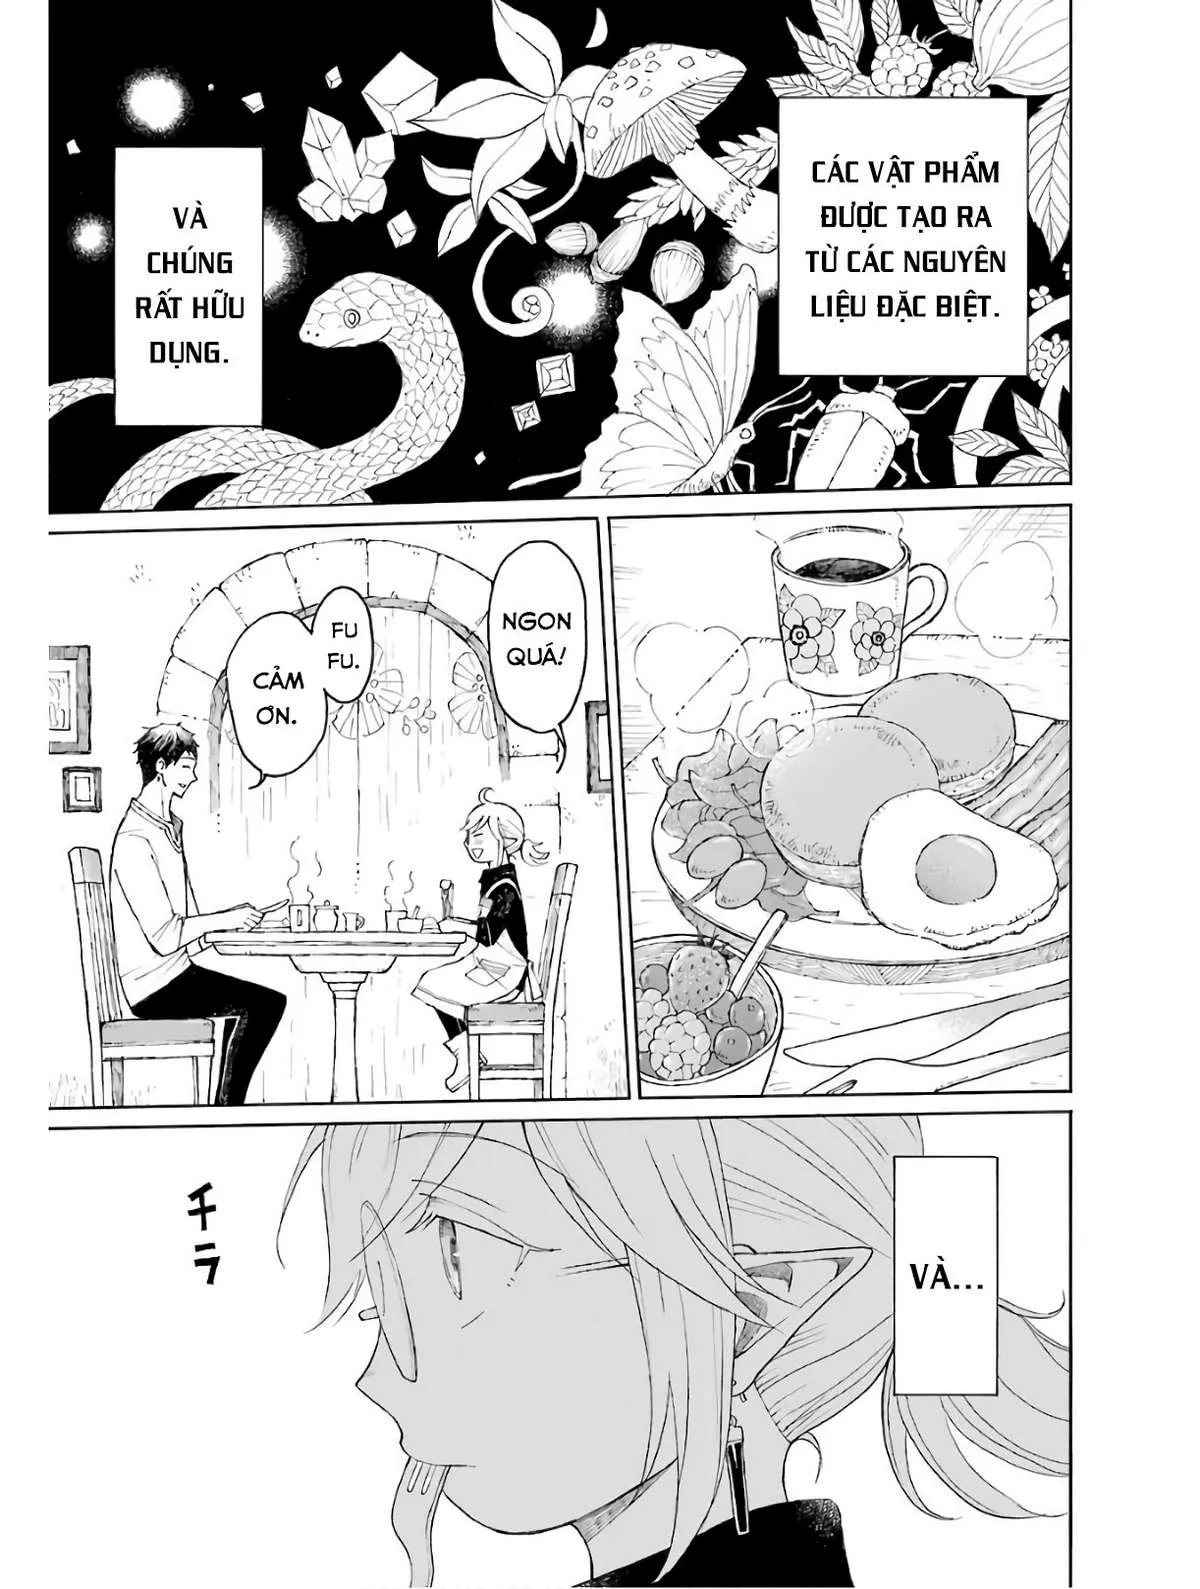 CÁC VẬT PHẨM
ĐƯỢC TẠO RA
TỪ CÁC NGUYÊN
LIỆU ĐẶC BIỆT.
VÀ
CHÚNG
RẤT HỮU
DỤNG.
NGON
QUÁ!
FU
FU.
CẢM
ƠN.
VÀ...
チラ